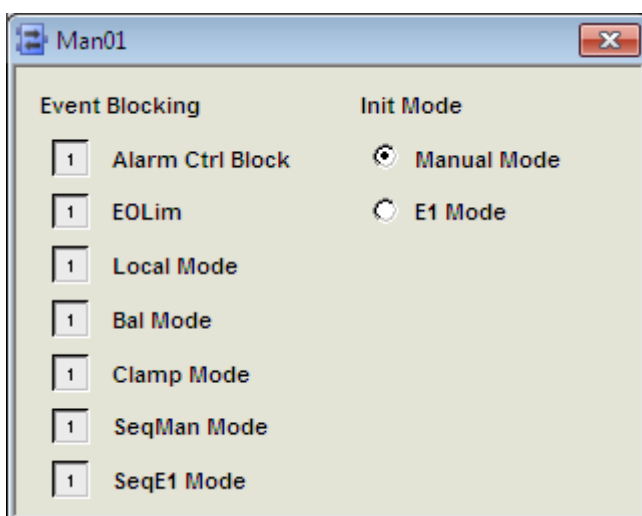 Man01
Event Blocking Init Mode
1 Alarm Ctrl Block Manual Mode
1 EOLim E1 Mode
1 Local Mode
1 Bal Mode
1 Clamp Mode
1 SeqMan Mode
1 SeqE1 Mode